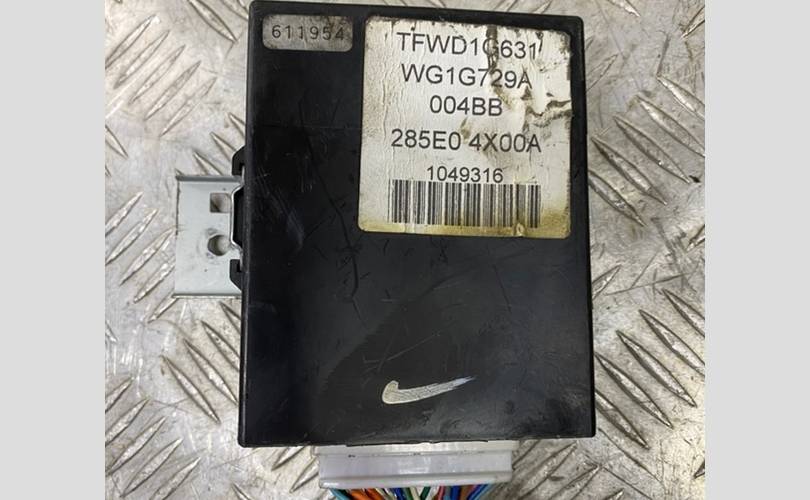 611954
TFWD1G631
WG1G729A
004BB
285E0 4X00A
1049316